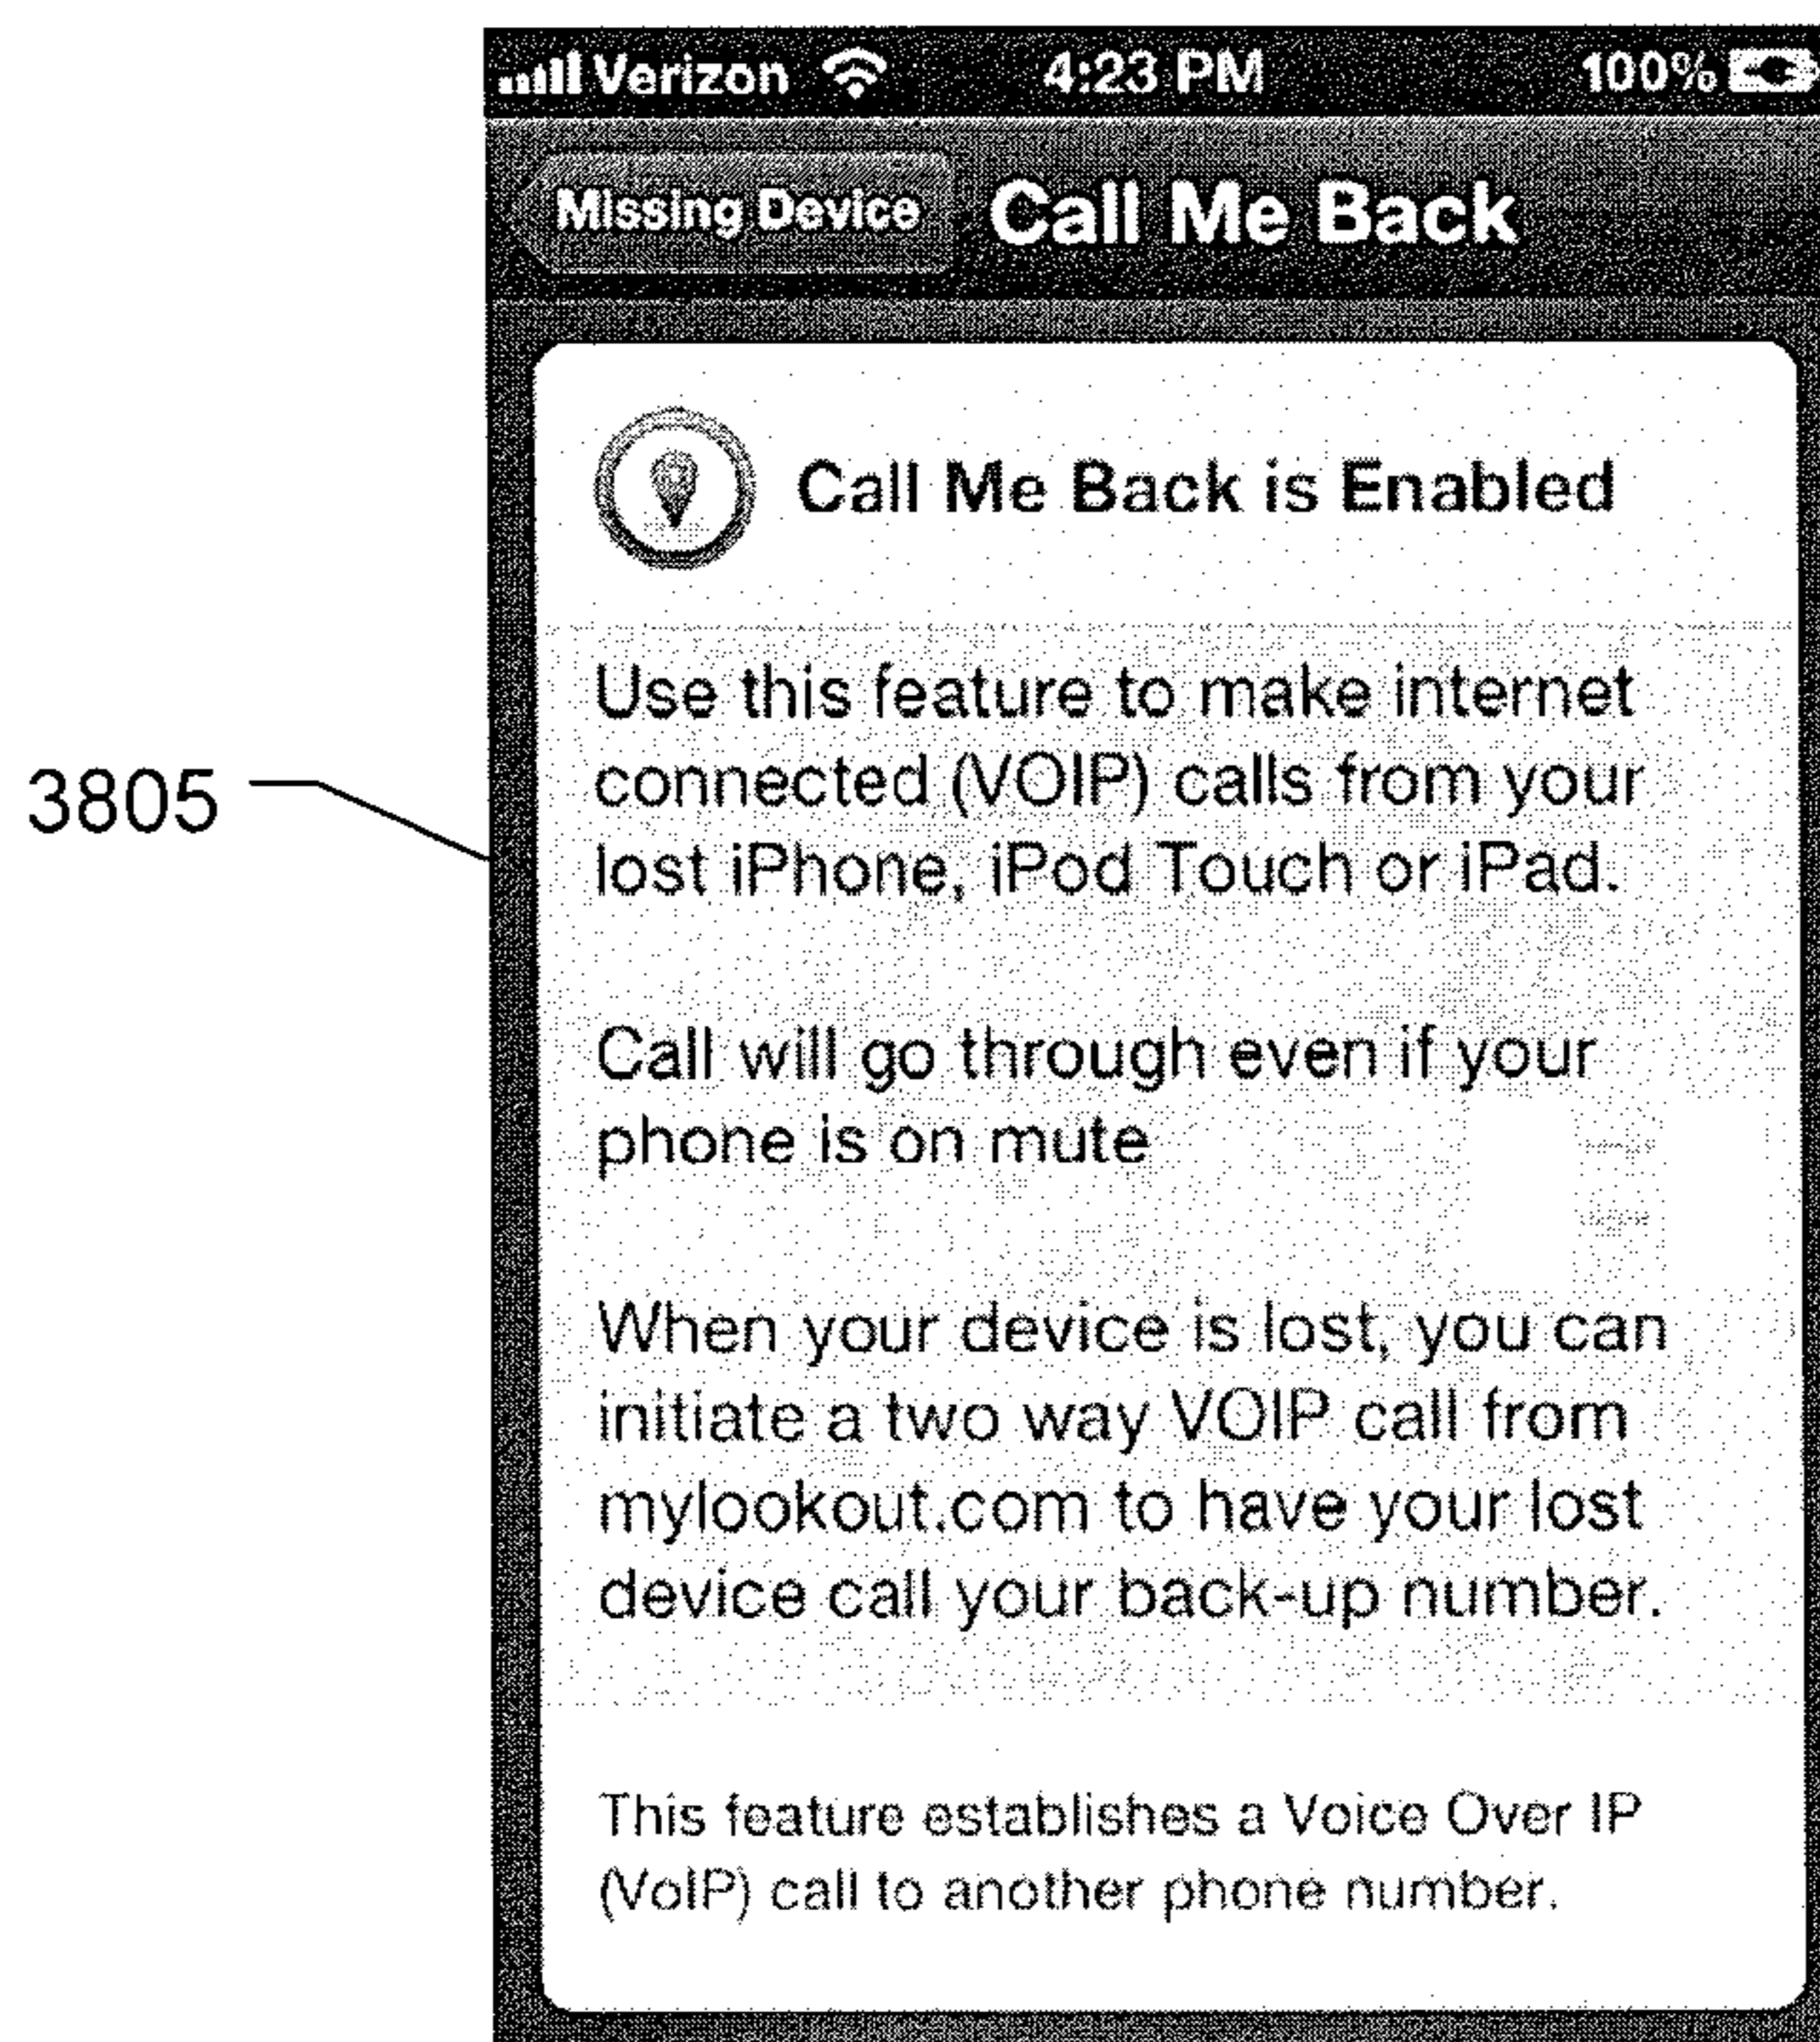 Verizon 4:23 PM 100%
Missing Device Call Me Back
Call Me Back is Enabled
Use this feature to make internet
connected (VOIP) calls from your
3805
lost iPhone, iPod Touch or iPad.
Call will go through even if your
phone is on mute
When your device is lost, you can
initiate a two way VOIP call from
mylookout.com to have your lost
device call your back-up number.
This feature establishes a Voice Over IP
(VoIP) call to another phone number.